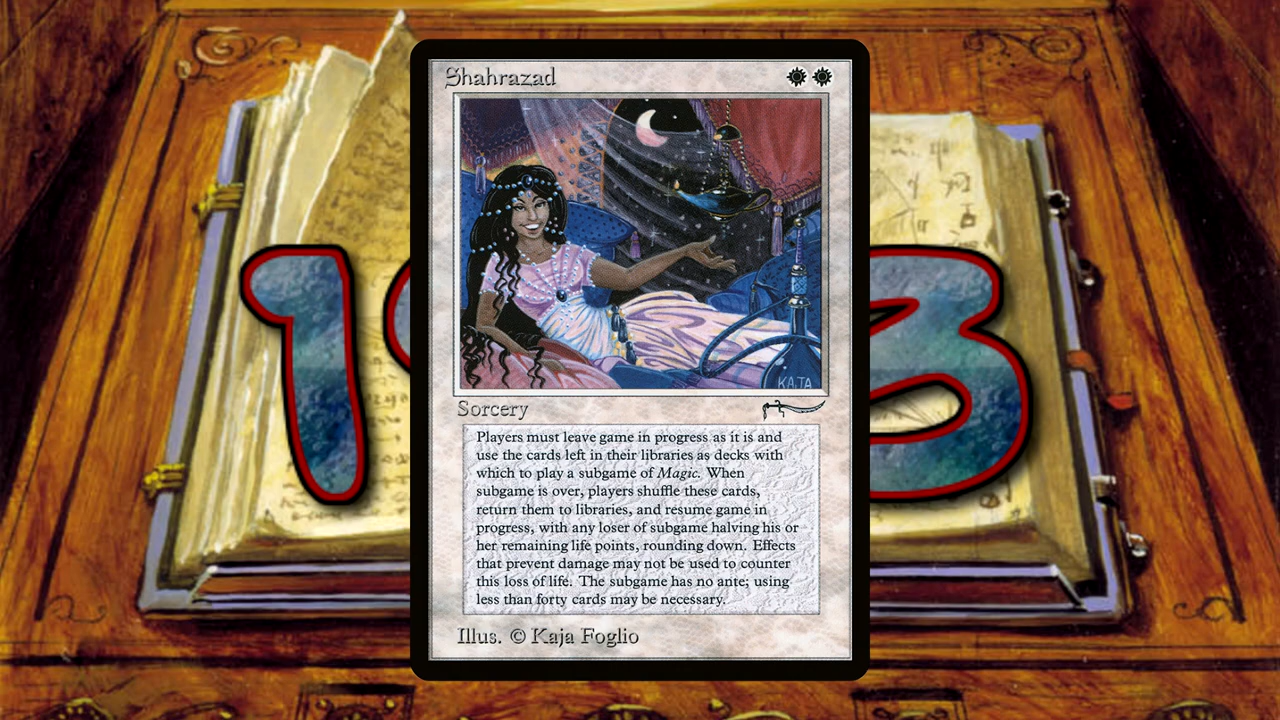 Shahrazad
KAJA
Sorcery
Players must leave game in progress as it is and
use the cards left in their libraries as decks with
which to play a subgame of Magic. When
subgame is over, players shuffle these cards,
return them to libraries, and resume game in
progress, with any loser of subgame halving his or
her remaining life points, rounding down. Effects
that prevent damage may not be used to counter
this loss of life. The subgame has no ante; using
less than forty cards may be necessary.
Illus. © Kaja Foglio